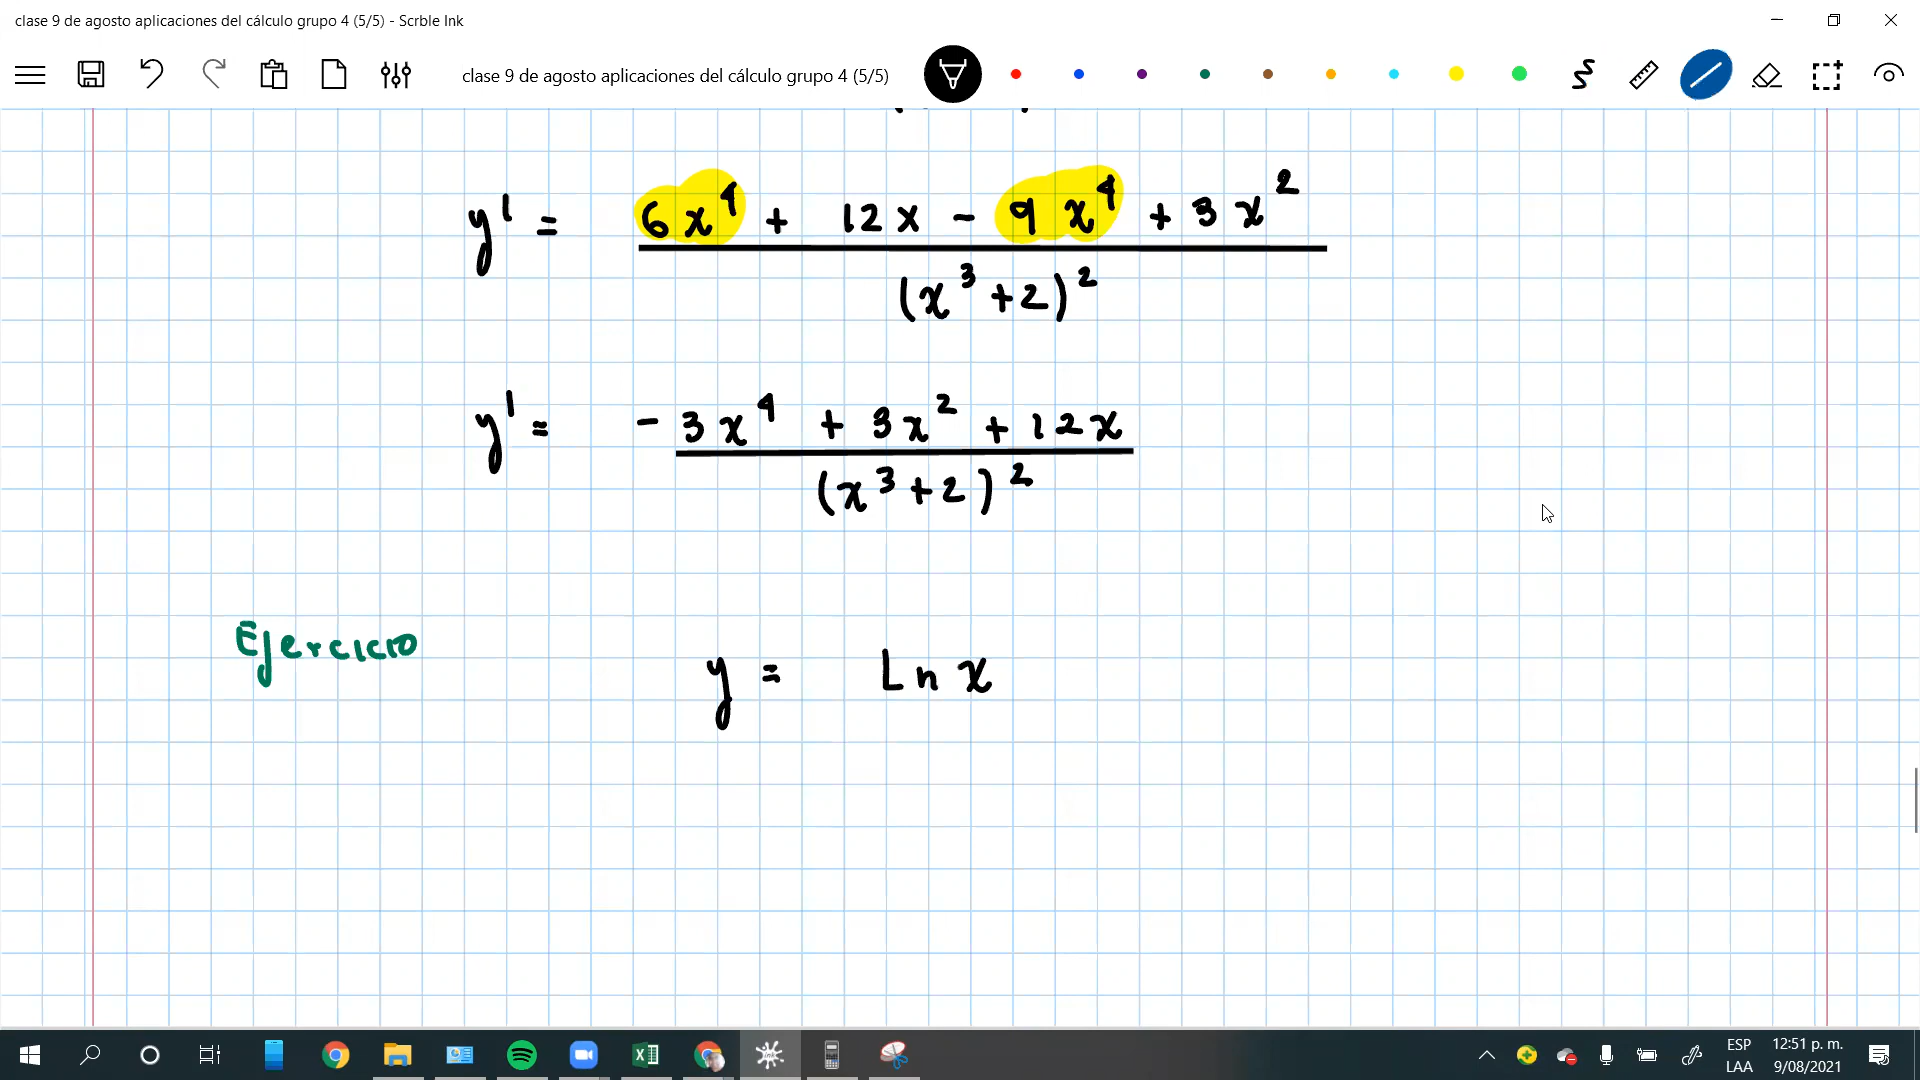 clase 9 de agosto aplicaciones del cálculo grupo 4 (5/5) - Scrble Ink
clase 9 de agosto aplicaciones del cálculo grupo 4 (5/5)
y' = 6x⁴ + 12x - 9x⁴ + 3x²
(x³+2)²
y' = -3x⁴ + 3x² + 12x
(x³+2)²
Ejercicio y = Ln x
ESP 12:51 p. m.
LAA 9/08/2021